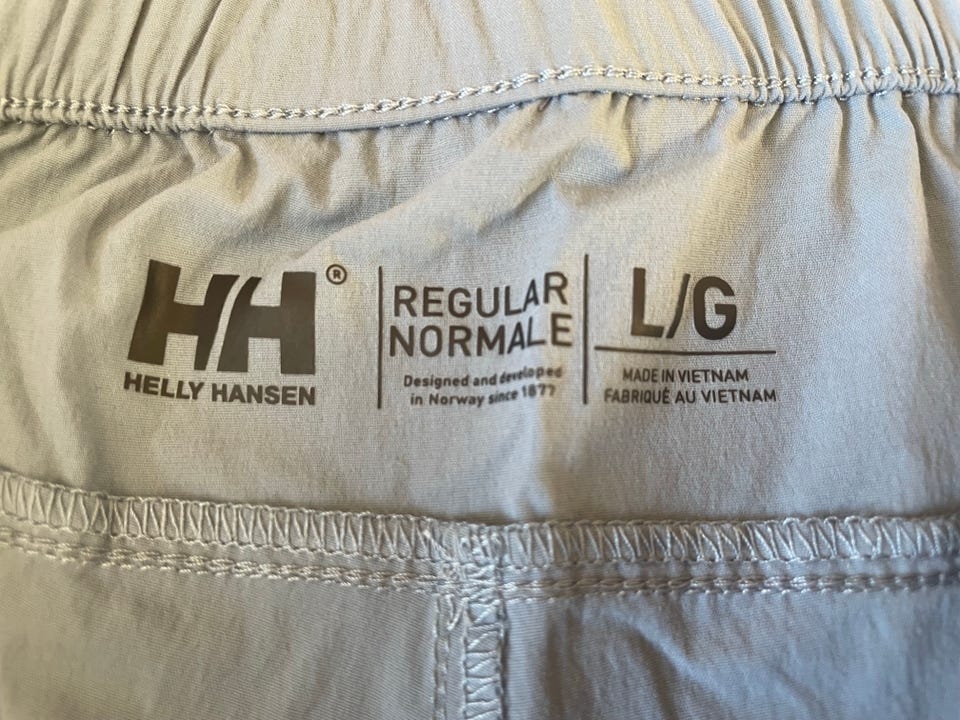 HH®
HELLY HANSEN
REGULAR
NORMALE
Designed and developed
in Norway since 1877
L/G
MADE IN VIETNAM
FABRIQUÉ AU VIETNAM